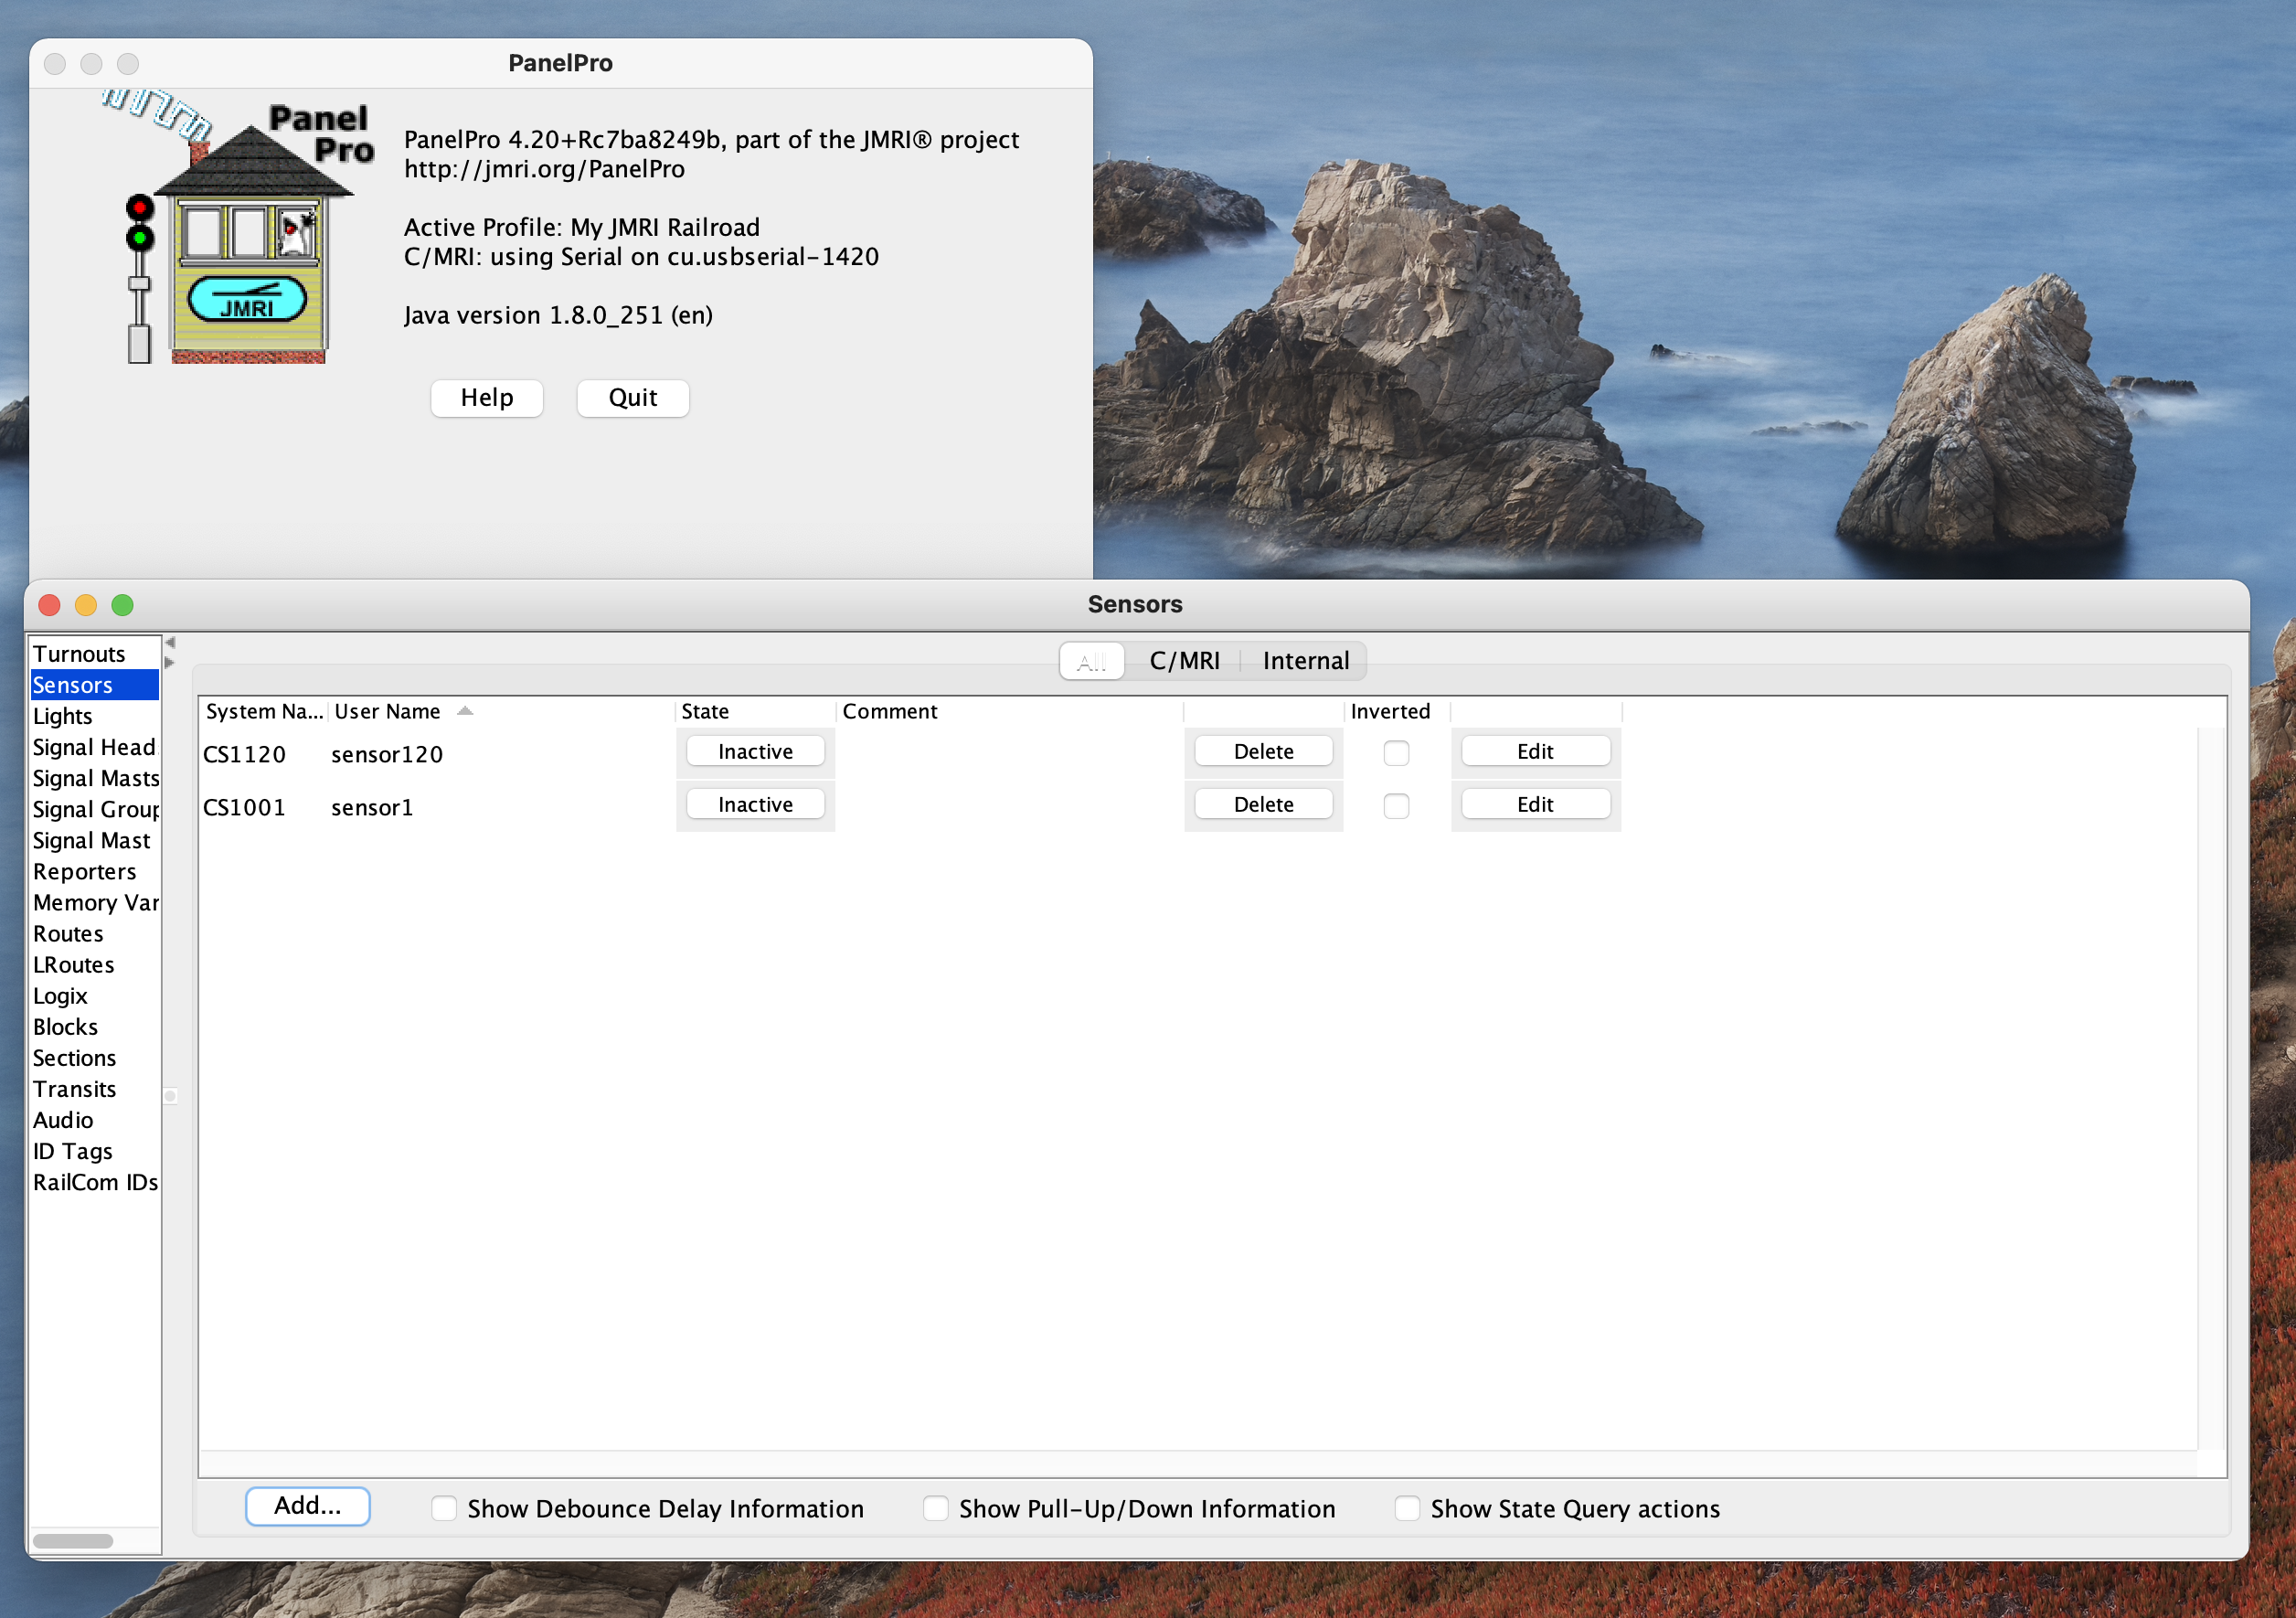 PanelPro
Panel
Pro
PanelPro 4.20+Rc7ba8249b, part of the JMRI® project
http://jmri.org/PanelPro
Active Profile: My JMRI Railroad
C/MRI: using Serial on cu.usbserial-1420
JMRI
Java version 1.8.0_251 (en)
Help Quit
Sensors
Turnouts
Sensors
Lights
Signal Head
Signal Masts
Signal Group
Signal Mast
Reporters
Memory Var
Routes
LRoutes
Logix
Blocks
Sections
Transits
Audio
ID Tags
RailCom IDs
All C/MRI Internal
System Na... User Name State Comment Inverted
CS1120 sensor120 Inactive Delete Edit
CS1001 sensor1 Inactive Delete Edit
Add... Show Debounce Delay Information Show Pull-Up/Down Information Show State Query actions